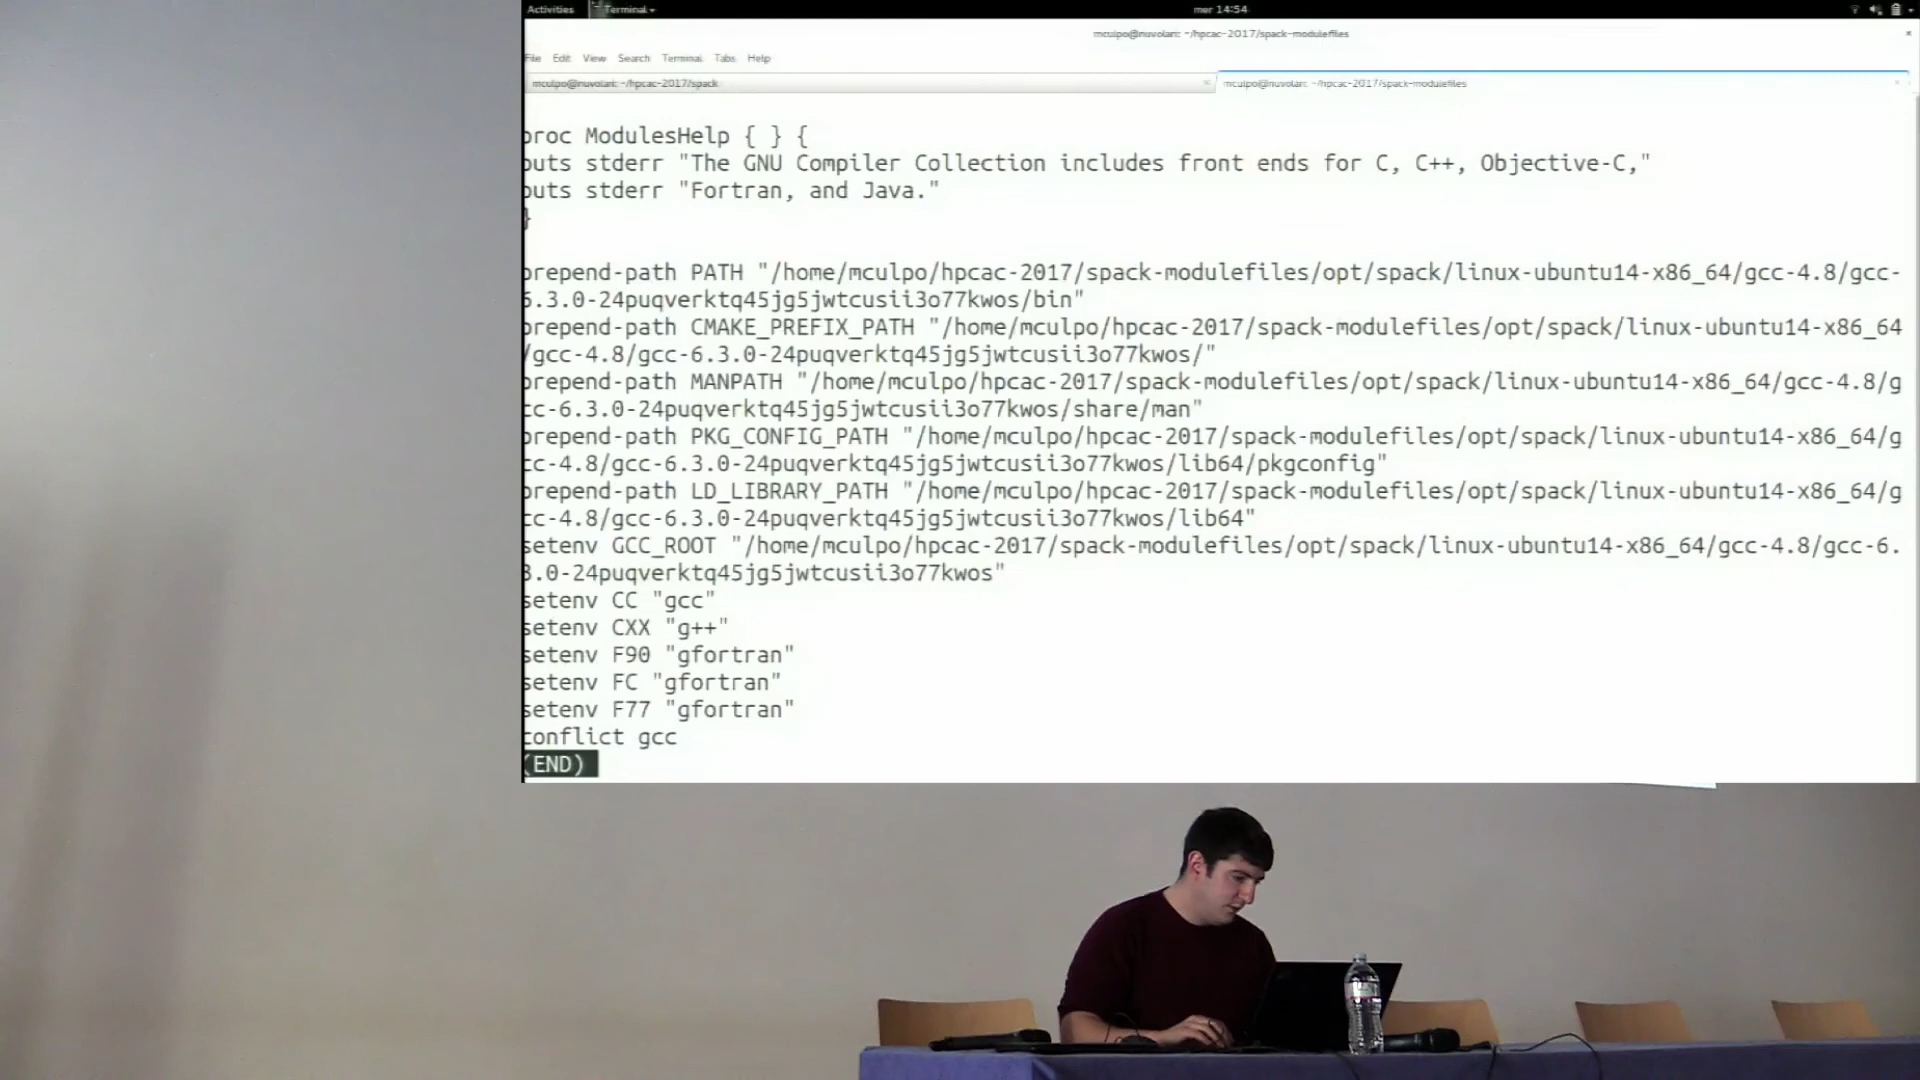 Activities Terminal mer 14:54
mculpo@nuvolari: ~/hpcac-2017/spack-modulefiles
File Edit View Search Terminal Tabs Help
mculpo@nuvolari: ~/hpcac-2017/spack mculpo@nuvolari: ~/hpcac-2017/spack-modulefiles
proc ModulesHelp { } {
puts stderr "The GNU Compiler Collection includes front ends for C, C++, Objective-C,"
puts stderr "Fortran, and Java."
}
prepend-path PATH "/home/mculpo/hpcac-2017/spack-modulefiles/opt/spack/linux-ubuntu14-x86_64/gcc-4.8/gcc-
6.3.0-24puqverktq45jg5jwtcusii3o77kwos/bin"
prepend-path CMAKE_PREFIX_PATH "/home/mculpo/hpcac-2017/spack-modulefiles/opt/spack/linux-ubuntu14-x86_64
/gcc-4.8/gcc-6.3.0-24puqverktq45jg5jwtcusii3o77kwos/"
prepend-path MANPATH "/home/mculpo/hpcac-2017/spack-modulefiles/opt/spack/linux-ubuntu14-x86_64/gcc-4.8/g
cc-6.3.0-24puqverktq45jg5jwtcusii3o77kwos/share/man"
prepend-path PKG_CONFIG_PATH "/home/mculpo/hpcac-2017/spack-modulefiles/opt/spack/linux-ubuntu14-x86_64/g
cc-4.8/gcc-6.3.0-24puqverktq45jg5jwtcusii3o77kwos/lib64/pkgconfig"
prepend-path LD_LIBRARY_PATH "/home/mculpo/hpcac-2017/spack-modulefiles/opt/spack/linux-ubuntu14-x86_64/g
cc-4.8/gcc-6.3.0-24puqverktq45jg5jwtcusii3o77kwos/lib64"
setenv GCC_ROOT "/home/mculpo/hpcac-2017/spack-modulefiles/opt/spack/linux-ubuntu14-x86_64/gcc-4.8/gcc-6.
3.0-24puqverktq45jg5jwtcusii3o77kwos"
setenv CC "gcc"
setenv CXX "g++"
setenv F90 "gfortran"
setenv FC "gfortran"
setenv F77 "gfortran"
conflict gcc
(END)